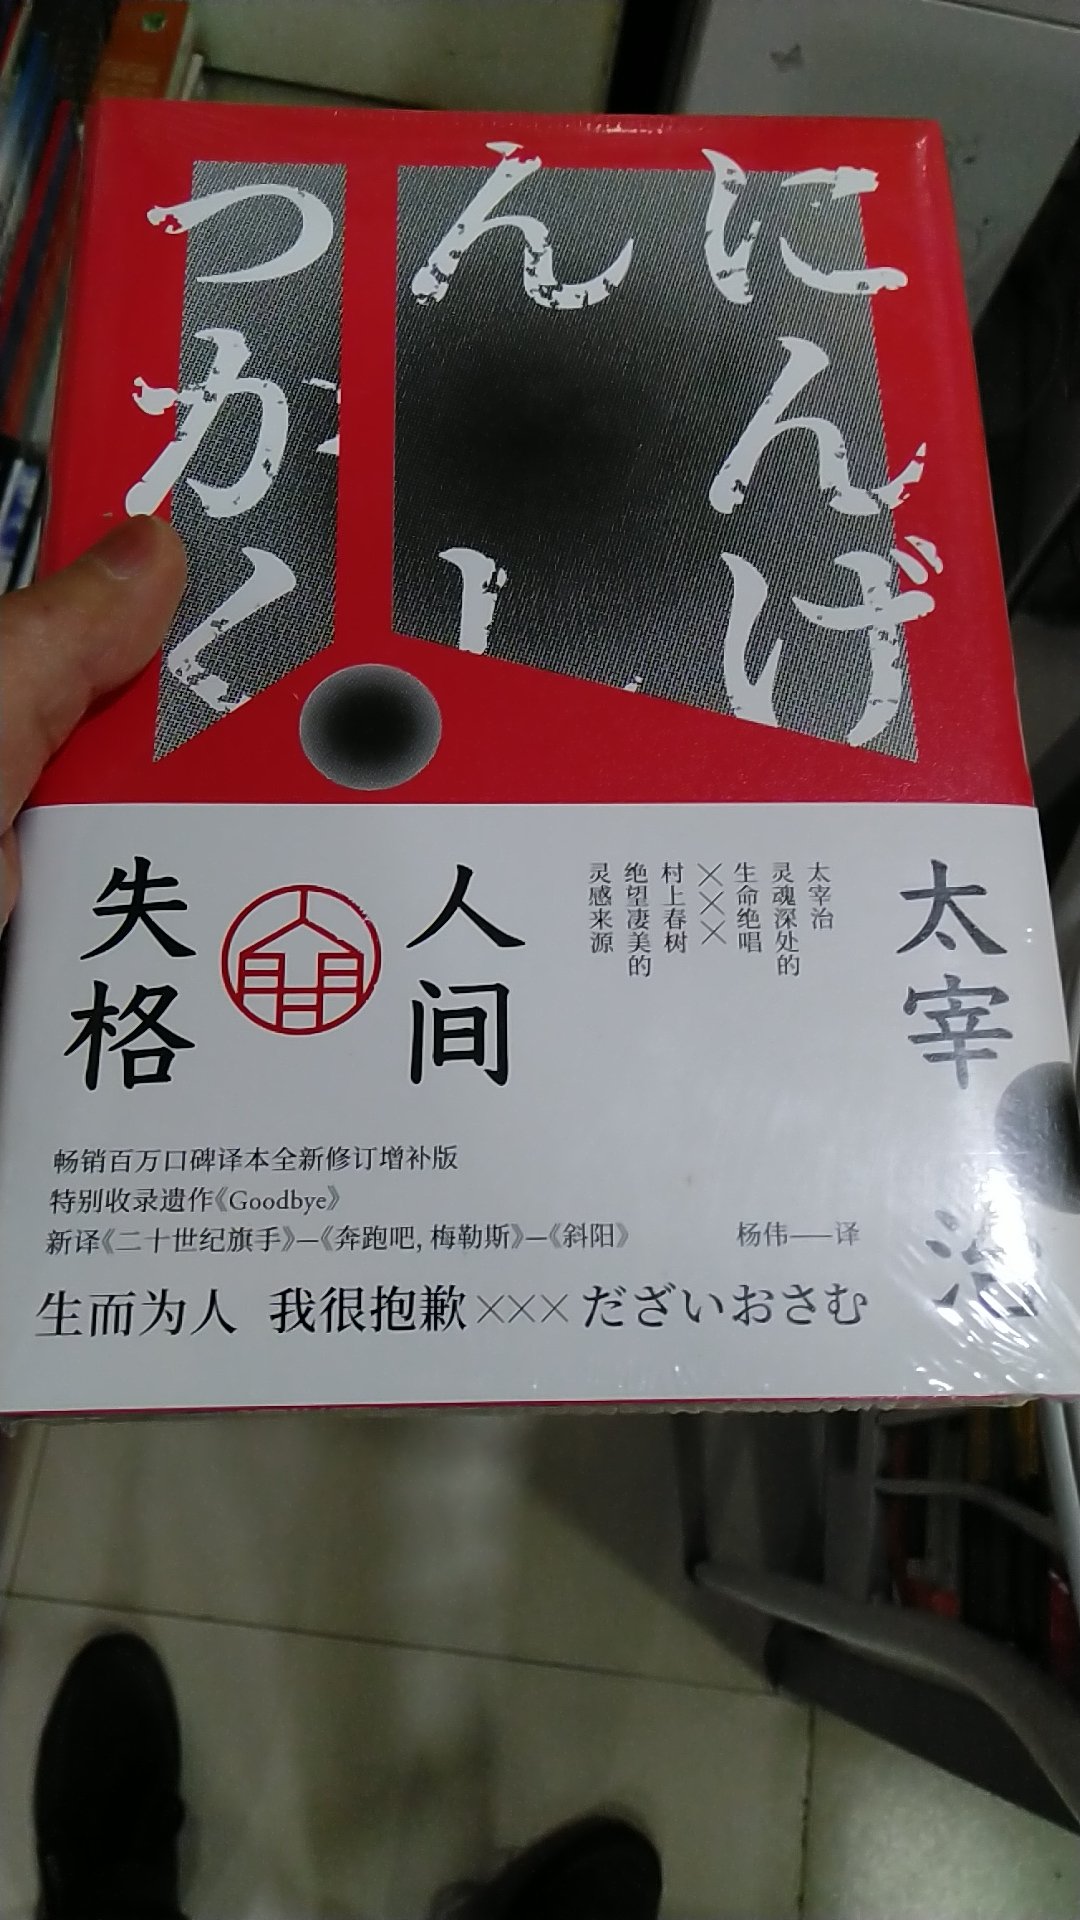 にんげ
んし
つかく
太宰治
太宰治
灵魂深处的
生命绝唱
×××
村上春树
绝望凄美的
灵感来源
人间
失格
畅销百万口碑译本全新修订增补版
特别收录遗作《Goodbye》
新译《二十世纪旗手》—《奔跑吧,梅勒斯》—《斜阳》
杨伟——译
生而为人 我很抱歉×××だざいおさむ